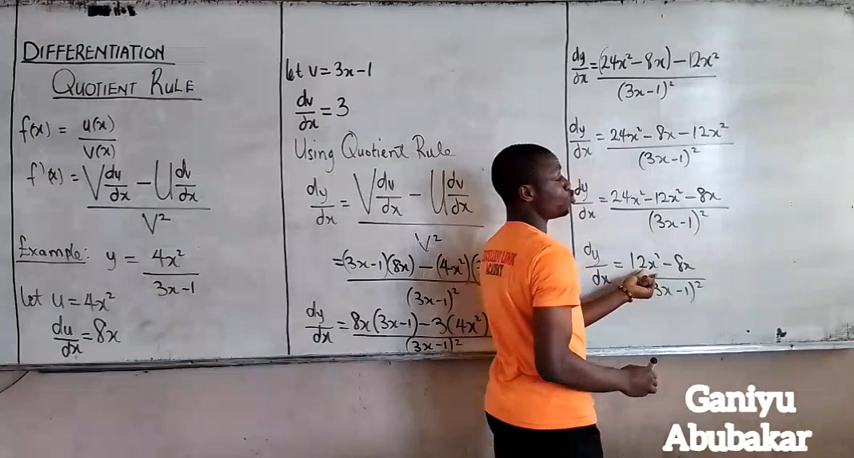 DIFFERENTIATION
QUOTIENT RULE
f(x) = u(x)/v(x)
f'(x) = (V du/dx − U dv/dx)/V²
Example: y = 4x²/(3x−1)
let u = 4x²
du/dx = 8x
let v = 3x−1
dv/dx = 3
Using Quotient Rule
dy/dx = (V du/dx − U dv/dx)/V²
= (3x−1)(8x) − (4x²)(/(3x−1)²
dy/dx = 8x(3x−1) − 3(4x²)/(3x−1)²
dy/dx = (24x² − 8x) − 12x²/(3x−1)²
dy/dx = 24x² − 8x − 12x²/(3x−1)²
dy/dx = 24x² − 12x² − 8x/(3x−1)²
dy/dx = 12x² − 8x/3x−1)²
Ganiyu
Abubakar